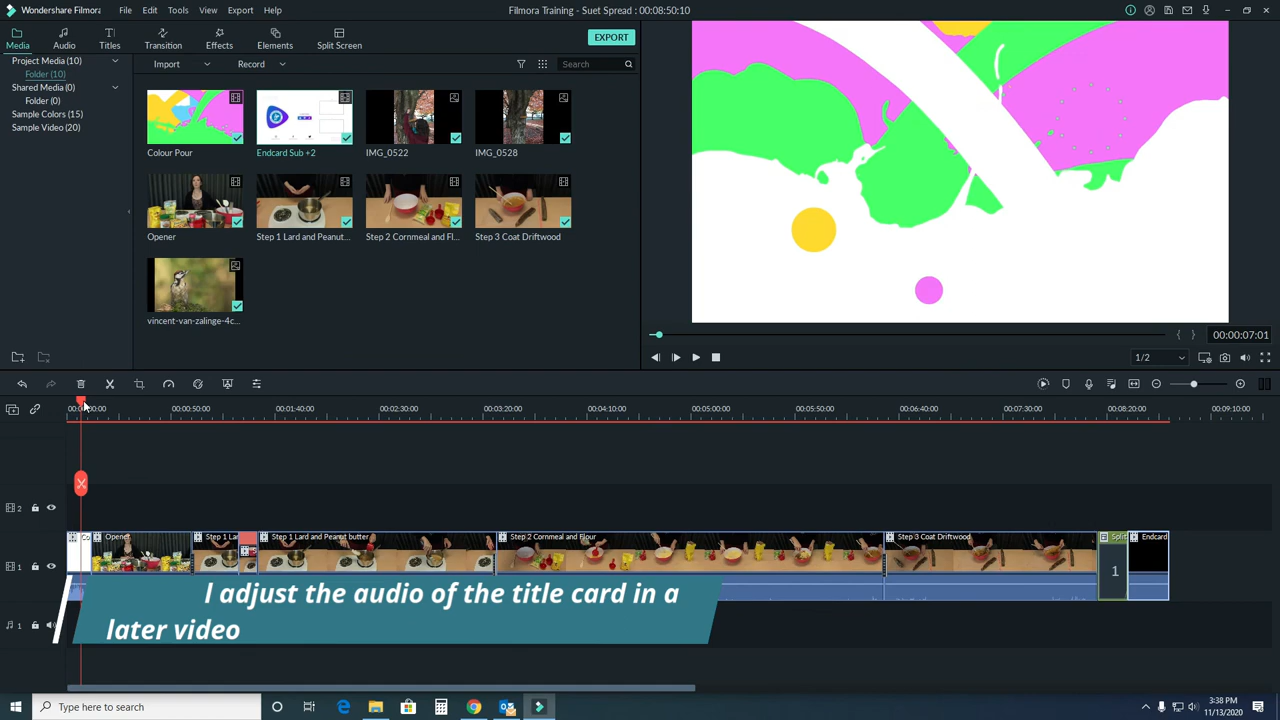 Wondershare Filmora
File Edit Tools View Export Help
Filmora Training - Suet Spread : 00:08:50:10
Media Audio Titles Transition Effects Elements Split Screen
EXPORT
Project Media (10)
Folder (10)
Shared Media (0)
Folder (0)
Sample Colors (15)
Sample Video (20)
Import Record Search
Colour Pour
Endcard Sub +2
IMG_0522
IMG_0528
Opener
Step 1 Lard and Peanut...
Step 2 Cornmeal and Fl...
Step 3 Coat Driftwood
vincent-van-zalinge-4c...
{ } 00:00:07:01
1/2
00:00:50:00 00:01:40:00 00:02:30:00 00:03:20:00 00:04:10:00 00:05:00:00 00:05:50:00 00:06:40:00 00:07:30:00 00:08:20:00 00:09:10:00
2
1
1
Co Opener Step 1 Lar Step 1 Lard and Peanut butter Step 2 Cornmeal and Flour Step 3 Coat Driftwood Split Endcard
1
I adjust the audio of the title card in a
later video
Type here to search
3:38 PM
11/13/2020